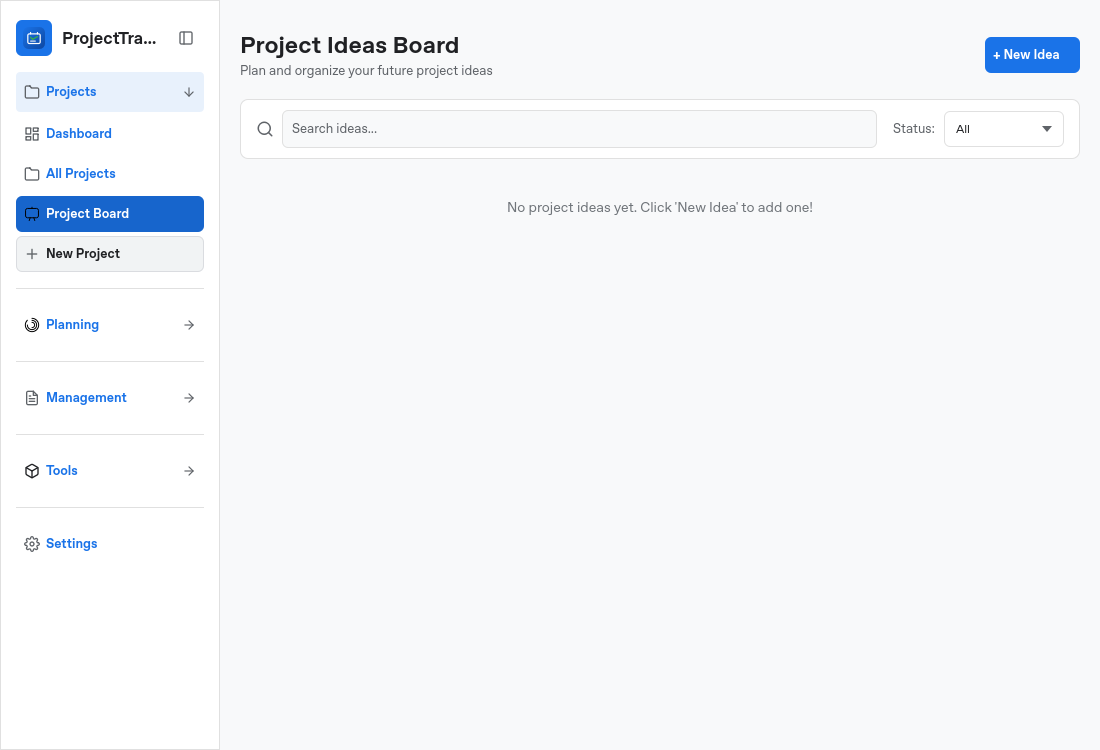 ProjectTra...
Projects
Dashboard
All Projects
Project Board
New Project
Planning
Management
Tools
Settings
Project Ideas Board
Plan and organize your future project ideas
+ New Idea
Search ideas...
Status:
All
No project ideas yet. Click 'New Idea' to add one!